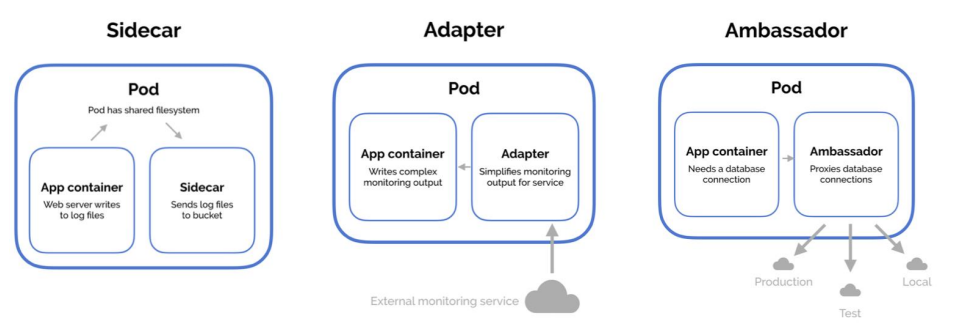 Sidecar
Pod
Pod has shared filesystem
App container
Web server writes
to log files
Sidecar
Sends log files
to bucket
Adapter
Pod
App container
Writes complex
monitoring output
Adapter
Simplifies monitoring
output for service
External monitoring service
Ambassador
Pod
App container
Needs a database
connection
Ambassador
Proxies database
connections
Production
Test
Local